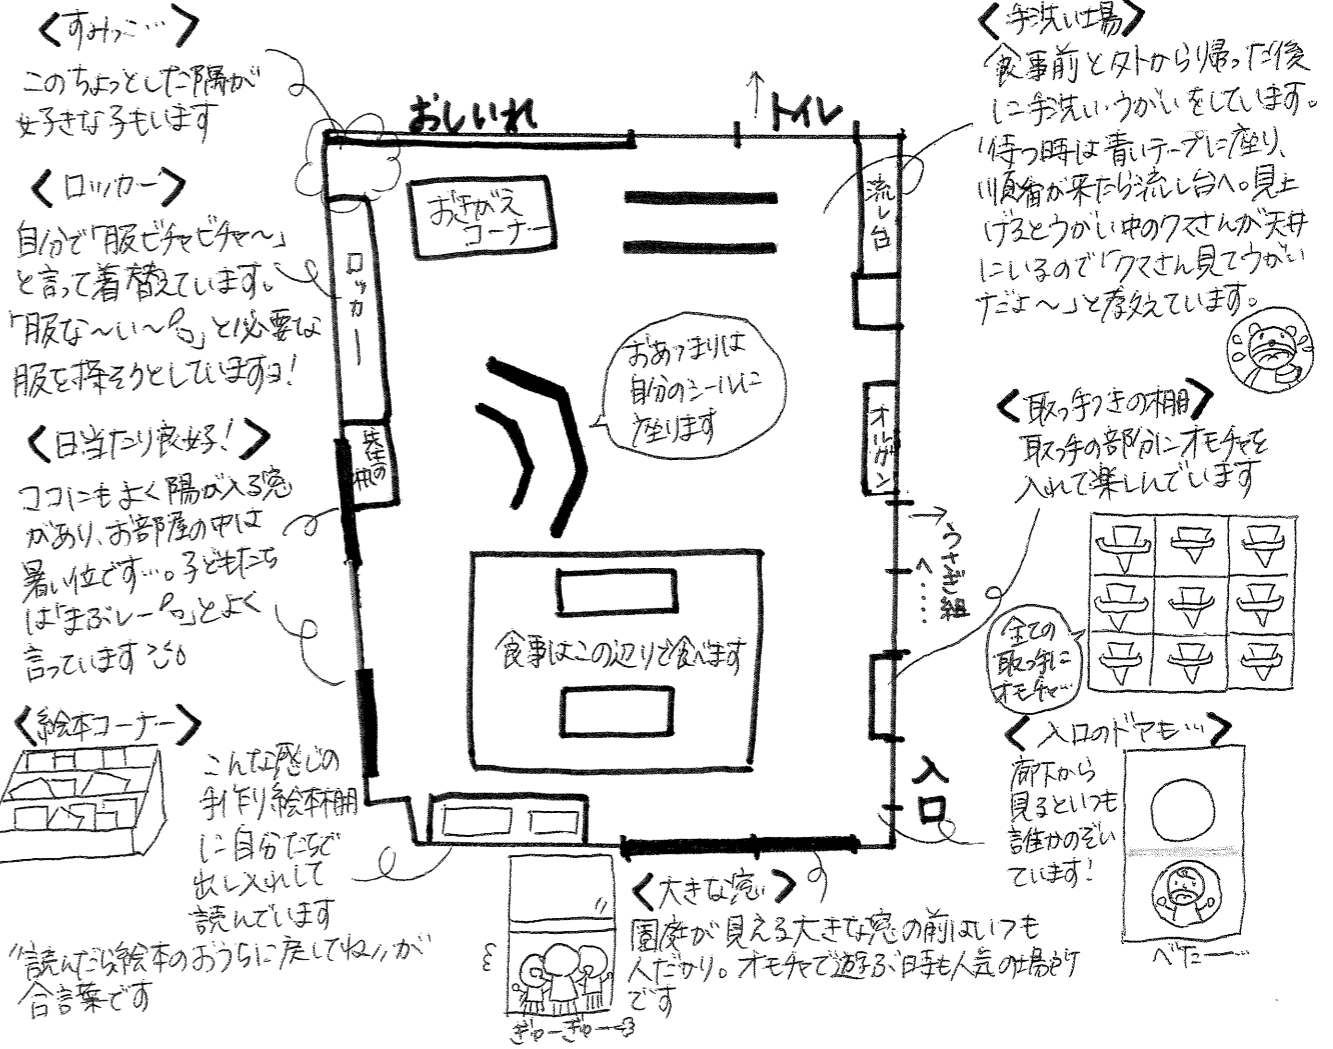 <すみっこ…>
このちょっとした隅が
好きな子もいます
<ロッカー>
自分で「服ビチャビチャ〜」
と言って着替えています。
「服な〜い〜」と必要な
服を探そうとしていますョ!
<日当たり良好!>
ココにもよく陽が入る窓
があり、お部屋の中は
暑い位です…。子どもたち
は「まぶしー」とよく
言っています
<絵本コーナー>
こんな感じの
手作り絵本棚
に自分たちで
出し入れして
読んでいます
"読んだら絵本のおうちに戻してね"が
合言葉です
おしいれ
トイレ
おきがえ
コーナー
流し台
ロッカー
先生の
机
おあつまりは
自分のシールに
座ります
オルガン
うさぎ組
へ....
食事はこの辺りで食べます
入口
<手洗い場>
食事前と外から帰った後
に手洗い・うがいをしています。
待つ時は青いテープに座り、
順番が来たら流し台へ。見上
げるとうがい中のクマさんが天井
にいるので「クマさん見てうがい
だよ〜」と教えています。
<取っ手つきの棚>
取っ手の部分にオモチャを
入れて楽しんでいます
全ての
取っ手に
オモチャ…
<入口のドアも…>
廊下から
見るといつも
誰かのぞい
ています!
べたー
<大きな窓>
園庭が見える大きな窓の前はいつも
人だかり。オモチャで遊ぶ時も人気の場所
です
ぎゅーぎゅー